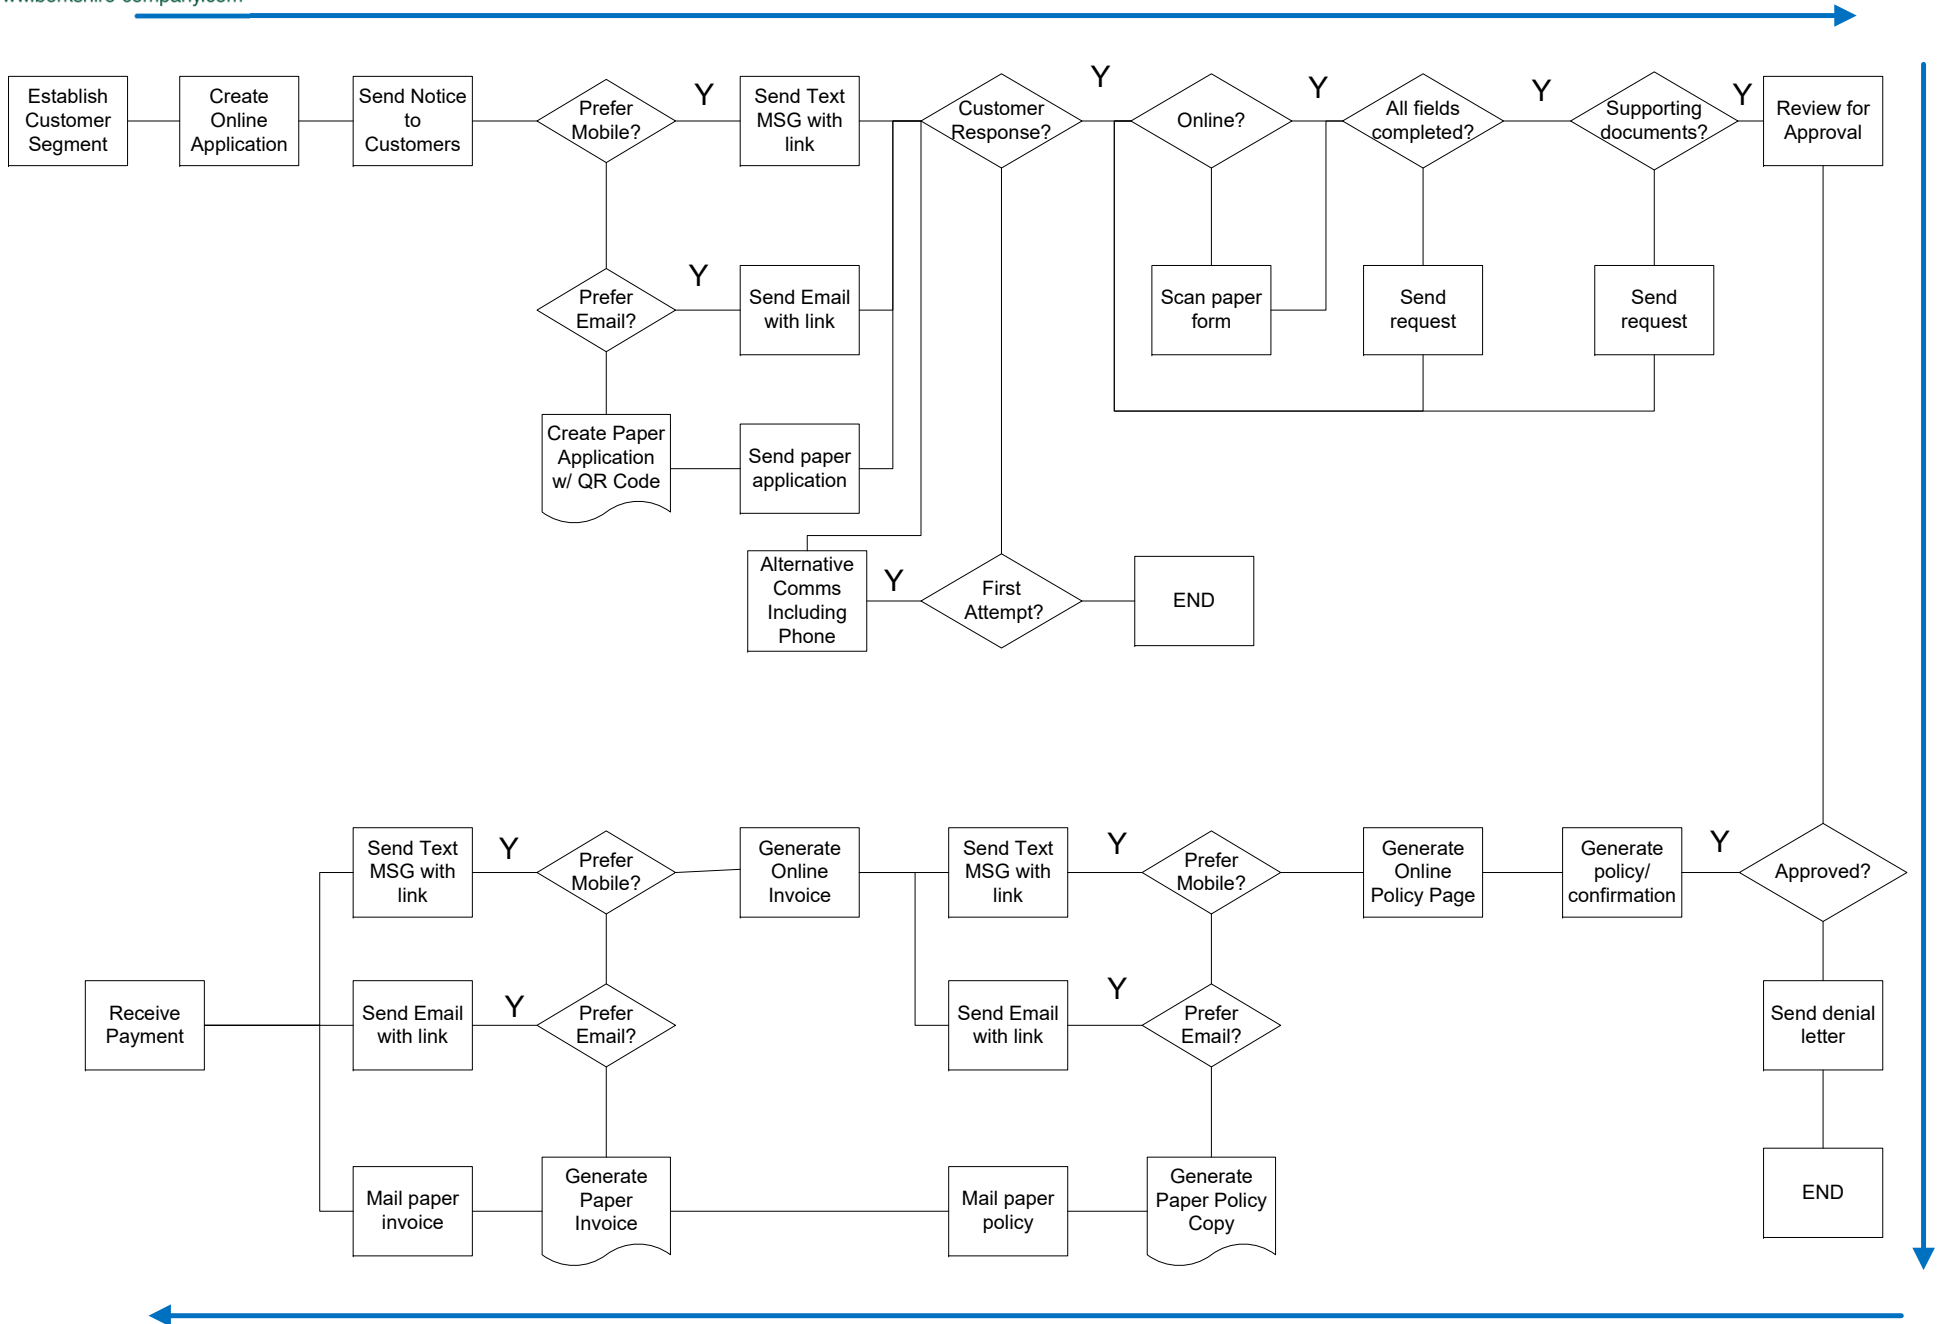 www.berkshire-company.com
Establish
Customer
Segment
Create
Online
Application
Send Notice
to
Customers
Prefer
Mobile?
Y
Send Text
MSG with
link
Customer
Response?
Y
Online?
Y
All fields
completed?
Y
Supporting
documents?
Y
Review for
Approval
Prefer
Email?
Y
Send Email
with link
Scan paper
form
Send
request
Send
request
Create Paper
Application
w/ QR Code
Send paper
application
Alternative
Comms
Including
Phone
Y
First
Attempt?
END
Send Text
MSG with
link
Y
Prefer
Mobile?
Generate
Online
Invoice
Send Text
MSG with
link
Y
Prefer
Mobile?
Generate
Online
Policy Page
Generate
policy/
confirmation
Y
Approved?
Receive
Payment
Send Email
with link
Y
Prefer
Email?
Send Email
with link
Y
Prefer
Email?
Send denial
letter
Mail paper
invoice
Generate
Paper
Invoice
Mail paper
policy
Generate
Paper Policy
Copy
END